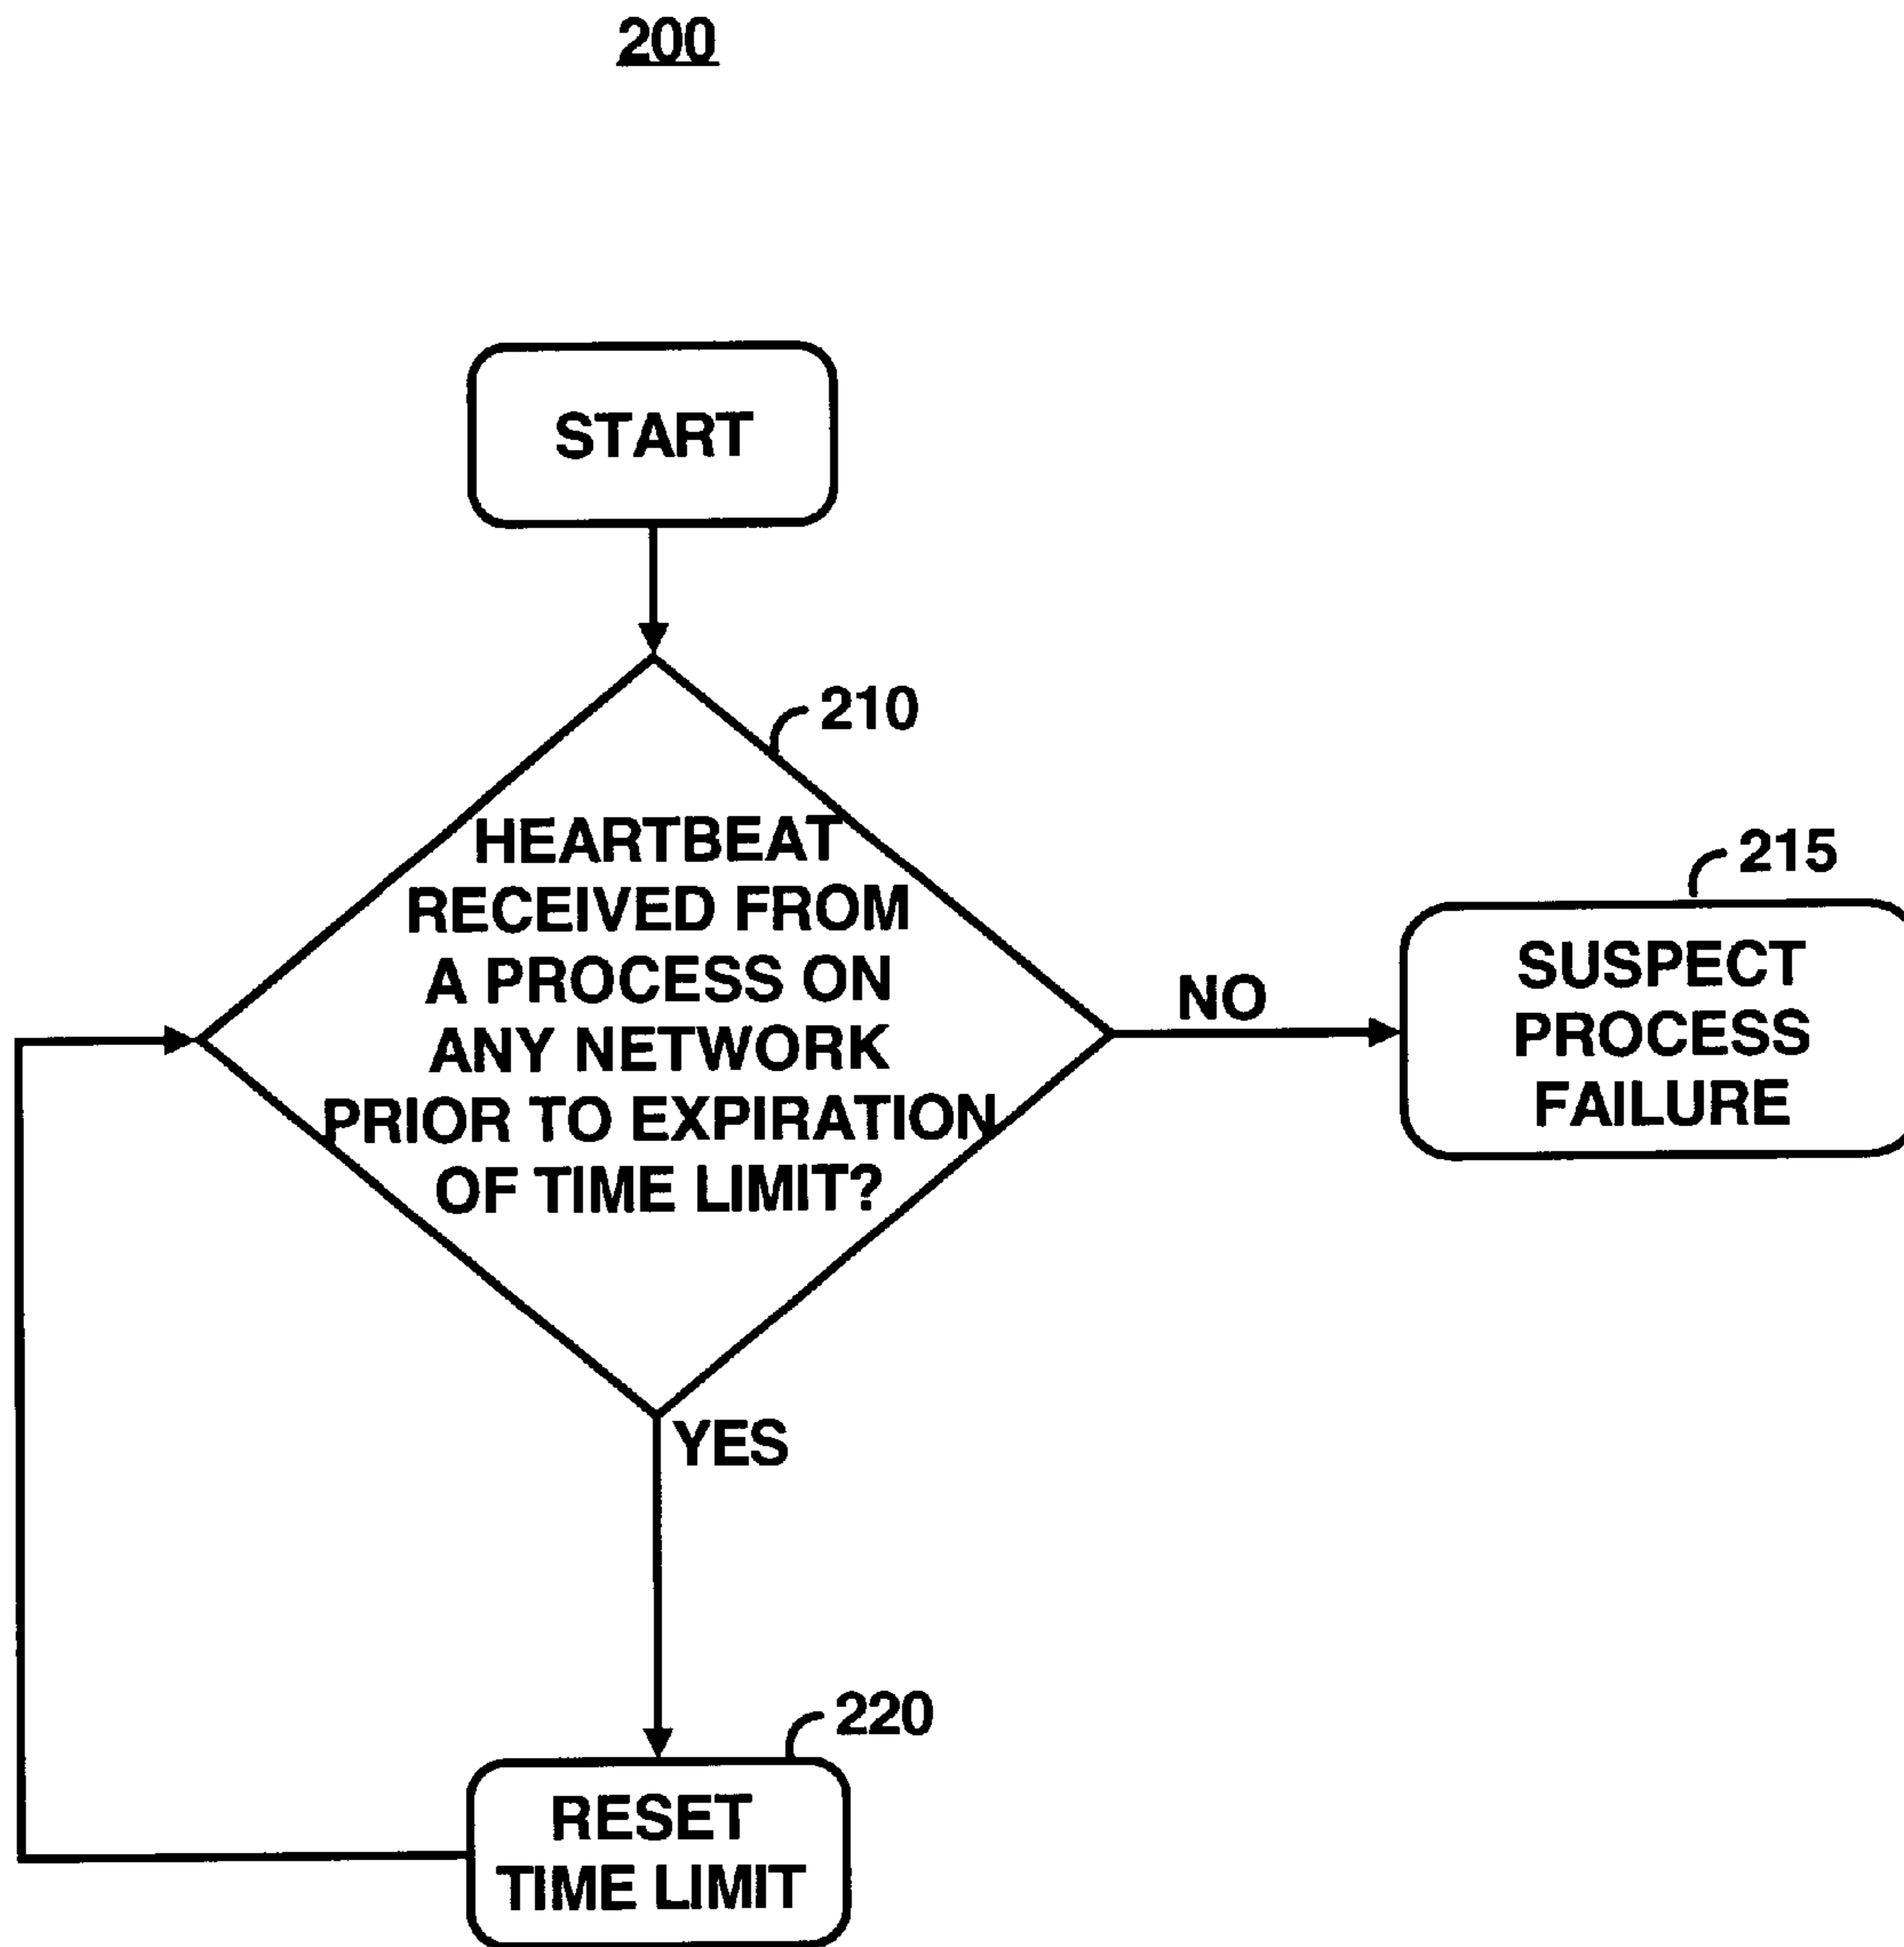 200
START
210
HEARTBEAT
RECEIVED FROM
A PROCESS ON
ANY NETWORK
PRIOR TO EXPIRATION
OF TIME LIMIT?
NO
215
SUSPECT
PROCESS
FAILURE
YES
220
RESET
TIME LIMIT